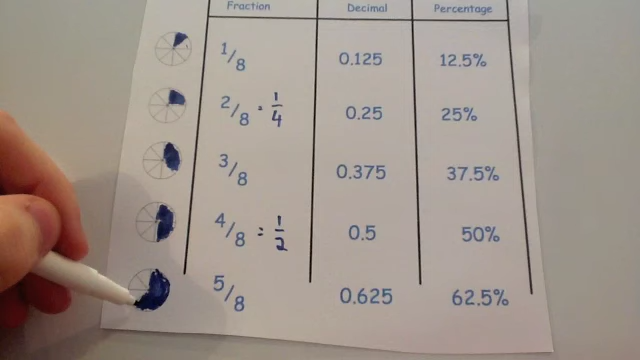 Fraction Decimal Percentage
1/8 0.125 12.5%
2/8 = 1/4 0.25 25%
3/8 0.375 37.5%
4/8 = 1/2 0.5 50%
5/8 0.625 62.5%